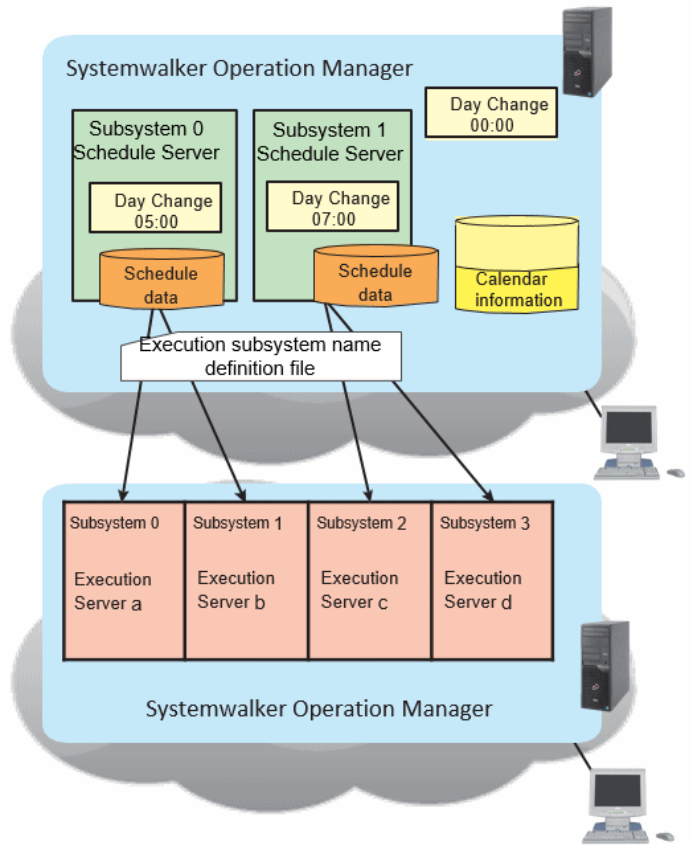 Systemwalker Operation Manager
Day Change
00:00
Subsystem 0
Schedule Server
Subsystem 1
Schedule Server
Day Change
05:00
Day Change
07:00
Schedule
data
Schedule
data
Calendar
information
Execution subsystem name
definition file
Subsystem 0
Execution
Server a
Subsystem 1
Execution
Server b
Subsystem 2
Execution
Server c
Subsystem 3
Execution
Server d
Systemwalker Operation Manager